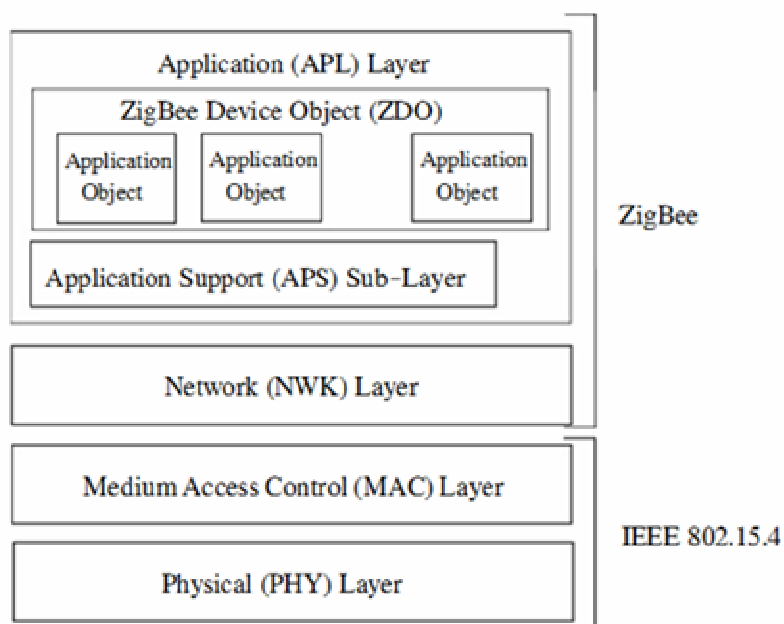 Application (APL) Layer
ZigBee Device Object (ZDO)
Application
Object
Application
Object
Application
Object
Application Support (APS) Sub-Layer
ZigBee
Network (NWK) Layer
Medium Access Control (MAC) Layer
IEEE 802.15.4
Physical (PHY) Layer